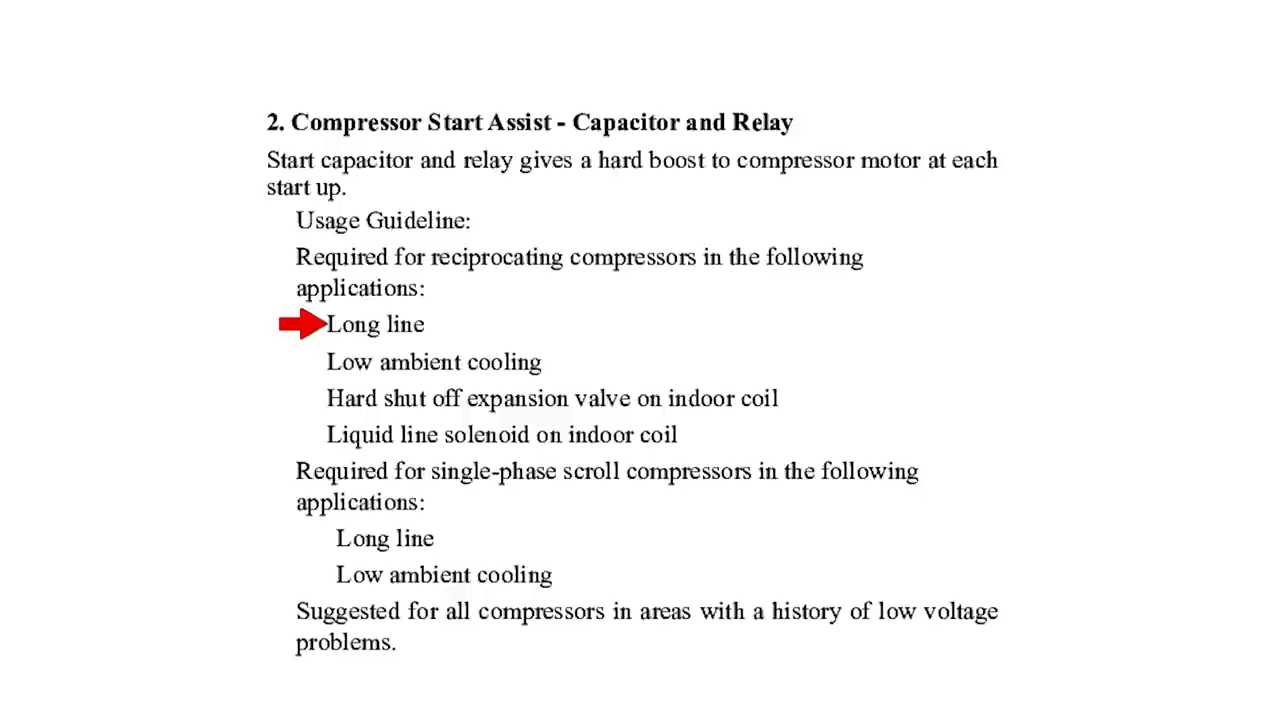 2. Compressor Start Assist - Capacitor and Relay
Start capacitor and relay gives a hard boost to compressor motor at each
start up.
Usage Guideline:
Required for reciprocating compressors in the following
applications:
Long line
Low ambient cooling
Hard shut off expansion valve on indoor coil
Liquid line solenoid on indoor coil
Required for single-phase scroll compressors in the following
applications:
Long line
Low ambient cooling
Suggested for all compressors in areas with a history of low voltage
problems.